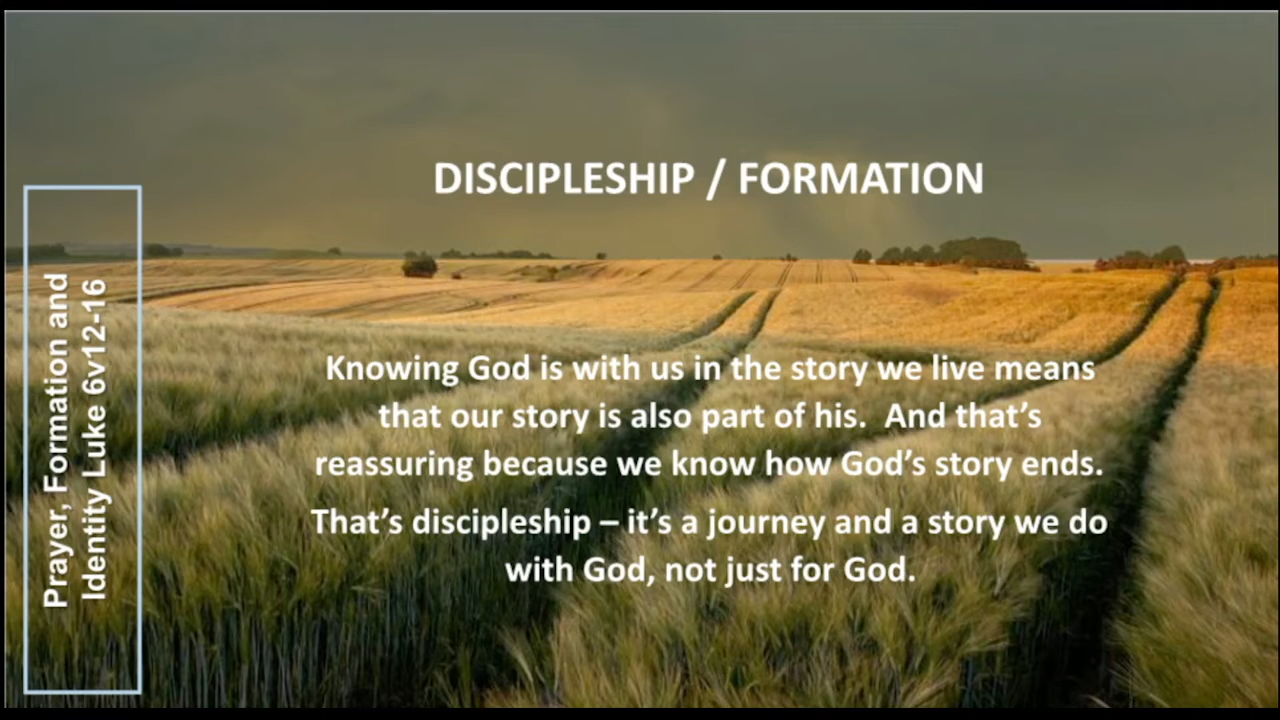 DISCIPLESHIP / FORMATION
Prayer, Formation and
Identity Luke 6v12-16
Knowing God is with us in the story we live means
that our story is also part of his.  And that’s
reassuring because we know how God’s story ends.
That’s discipleship – it’s a journey and a story we do
with God, not just for God.